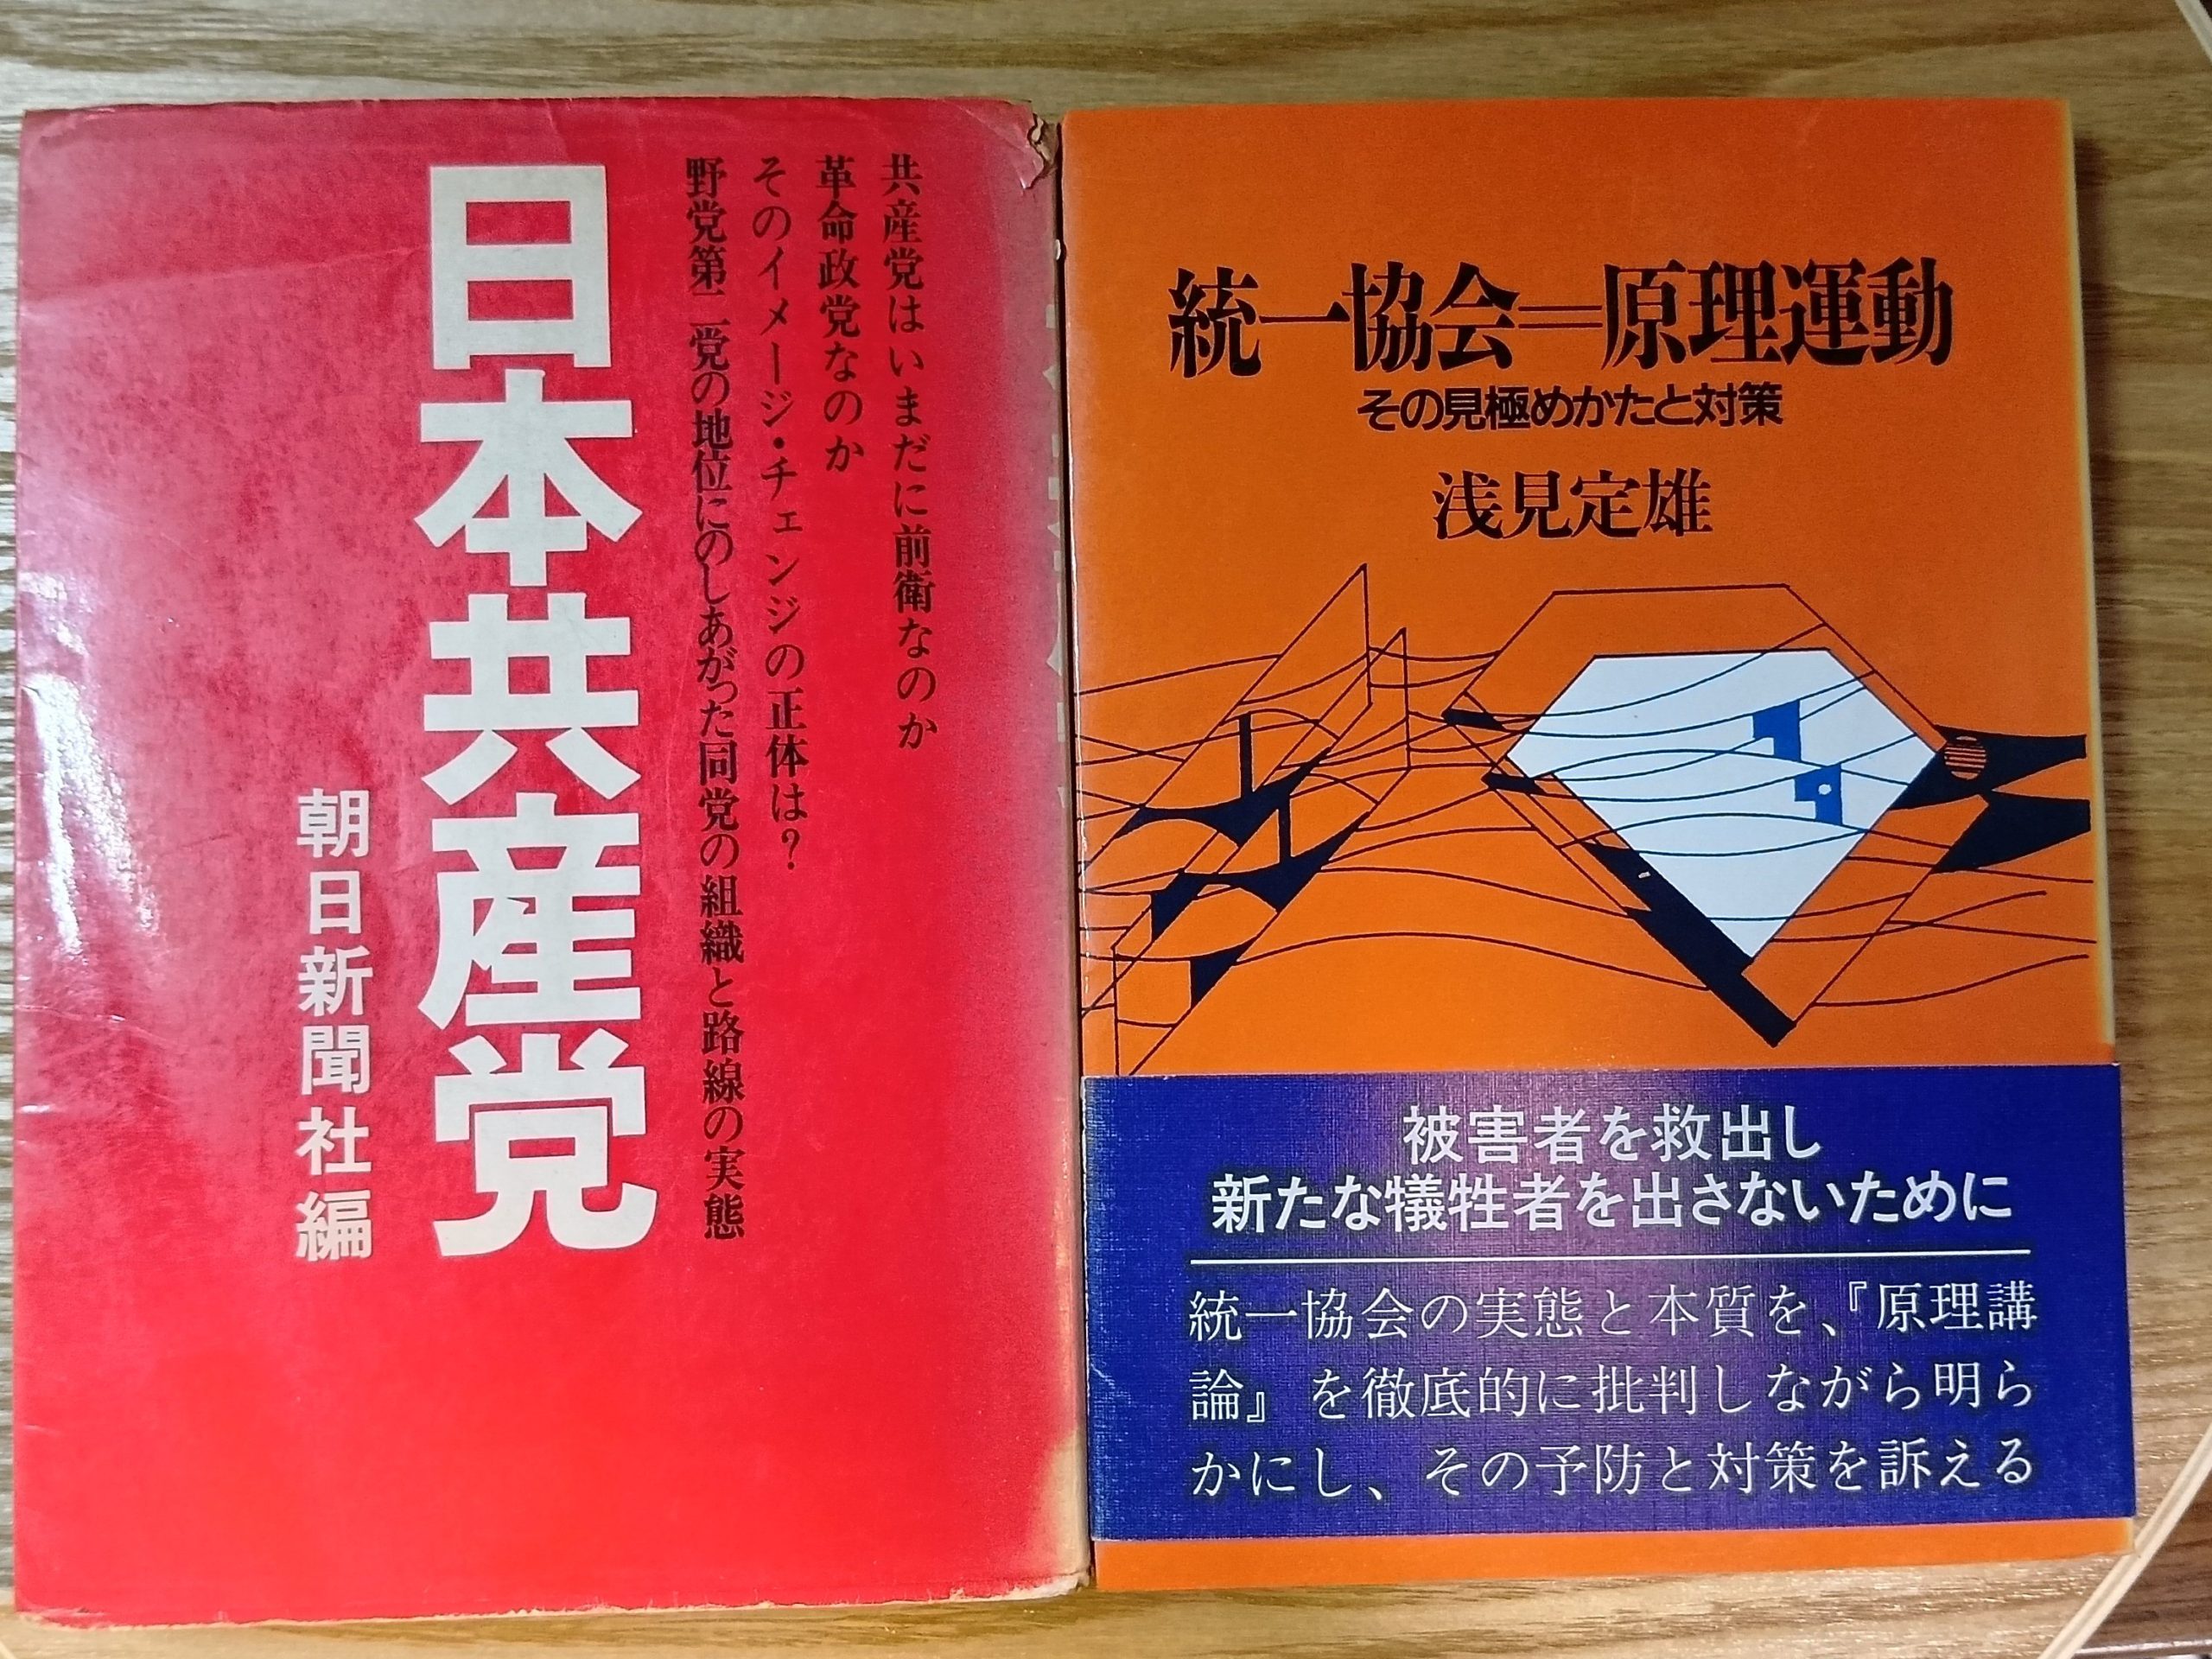 共産党はいまだに前衛なのか
革命政党なのか
そのイメージ・チェンジの正体は?
野党第二党の地位にのしあがった同党の組織と路線の実態
日本共産党
朝日新聞社編
統一協会=原理運動
その見極めかたと対策
浅見定雄
被害者を救出し
新たな犠牲者を出さないために
統一協会の実態と本質を、『原理講
論』を徹底的に批判しながら明ら
かにし、その予防と対策を訴える